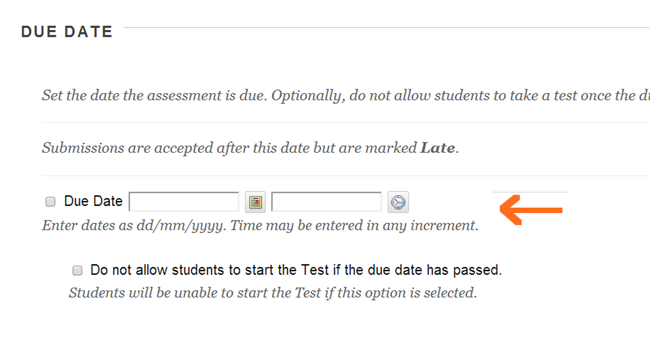 DUE DATE
Set the date the assessment is due. Optionally, do not allow students to take a test once the
Submissions are accepted after this date but are marked Late.
Due Date
Enter dates as dd/mm/yyyy. Time may be entered in any increment.
Do not allow students to start the Test if the due date has passed.
Students will be unable to start the Test if this option is selected.